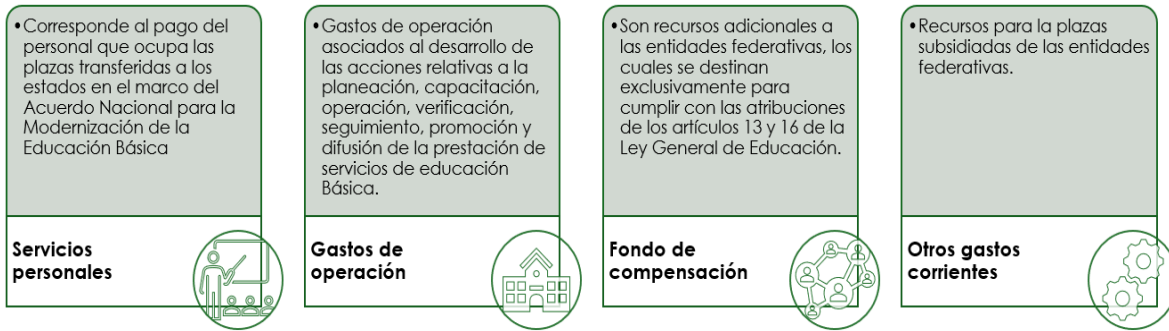 •Corresponde al pago del
personal que ocupa las
plazas transferidas a los
estados en el marco del
Acuerdo Nacional para la
Modernización de la
Educación Básica
Servicios
personales
•Gastos de operación
asociados al desarrollo de
las acciones relativas a la
planeación, capacitación,
operación, verificación,
seguimiento, promoción y
difusión de la prestación de
servicios de educación
Básica.
Gastos de
operación
•Son recursos adicionales a
las entidades federativas, los
cuales se destinan
exclusivamente para
cumplir con las atribuciones
de los artículos 13 y 16 de la
Ley General de Educación.
Fondo de
compensación
•Recursos para la plazas
subsidiadas de las entidades
federativas.
Otros gastos
corrientes